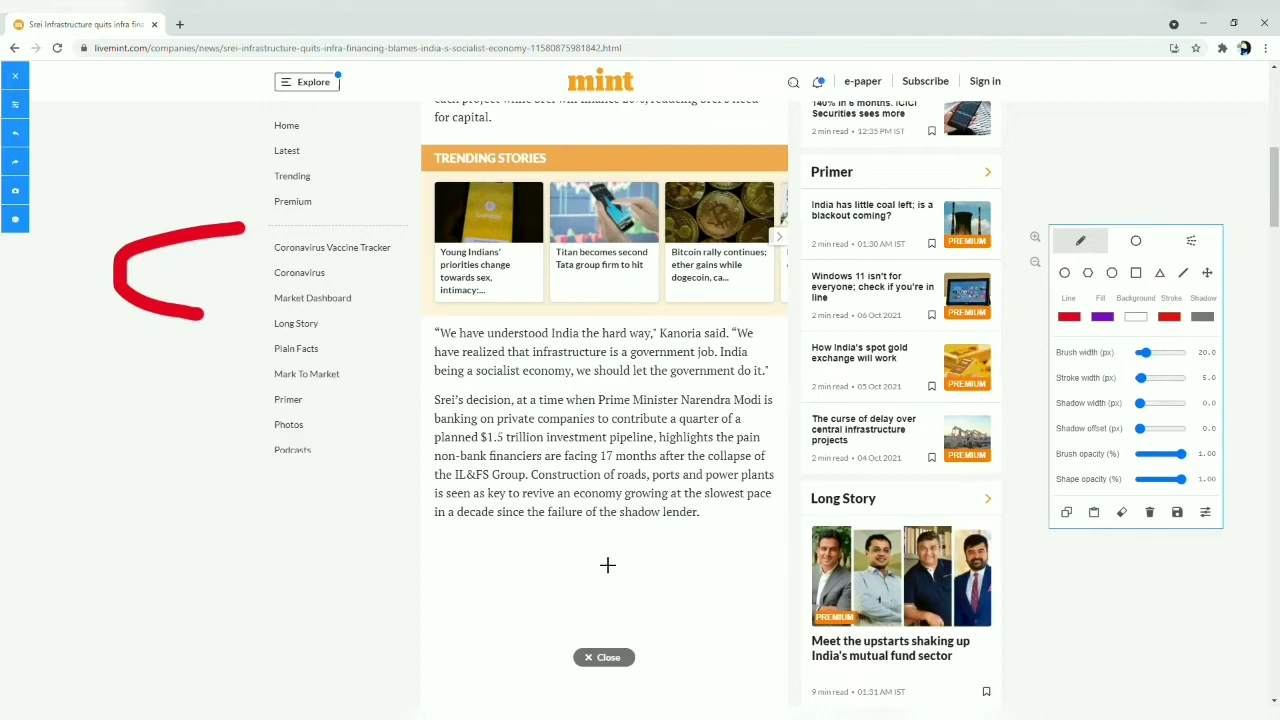 Srei Infrastructure quits infra fina
livemint.com/companies/news/srei-infrastructure-quits-infra-financing-blames-india-s-socialist-economy-11580875981842.html
Explore
mint
e-paper
Subscribe
Sign in
Home
Latest
Trending
Premium
Coronavirus Vaccine Tracker
Coronavirus
Market Dashboard
Long Story
Plain Facts
Mark To Market
Primer
Photos
Podcasts
each project while Srei will finance 20%, reducing Srei's need
for capital.
TRENDING STORIES
Young Indians'
priorities change
towards sex,
intimacy:...
Titan becomes second
Tata group firm to hit
Bitcoin rally continues;
ether gains while
dogecoin, ca...
“We have understood India the hard way," Kanoria said. “We
have realized that infrastructure is a government job. India
being a socialist economy, we should let the government do it."
Srei’s decision, at a time when Prime Minister Narendra Modi is
banking on private companies to contribute a quarter of a
planned $1.5 trillion investment pipeline, highlights the pain
non-bank financiers are facing 17 months after the collapse of
the IL&FS Group. Construction of roads, ports and power plants
is seen as key to revive an economy growing at the slowest pace
in a decade since the failure of the shadow lender.
Close
140% in 6 months. ICICI
Securities sees more
2 min read • 12:35 PM IST
Primer
India has little coal left; is a
blackout coming?
2 min read • 01:30 AM IST
PREMIUM
Windows 11 isn't for
everyone; check if you're in
line
2 min read • 06 Oct 2021
PREMIUM
How India's spot gold
exchange will work
2 min read • 05 Oct 2021
PREMIUM
The curse of delay over
central infrastructure
projects
2 min read • 04 Oct 2021
PREMIUM
Long Story
PREMIUM
Meet the upstarts shaking up
India's mutual fund sector
9 min read • 01:31 AM IST
Line Fill Background Stroke Shadow
Brush width (px) 20.0
Stroke width (px) 5.0
Shadow width (px) 0.0
Shadow offset (px) 0.0
Brush opacity (%) 1.00
Shape opacity (%) 1.00